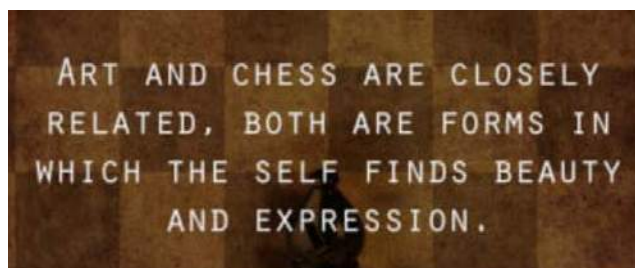 Art and chess are closely
related, both are forms in
which the self finds beauty
and expression.